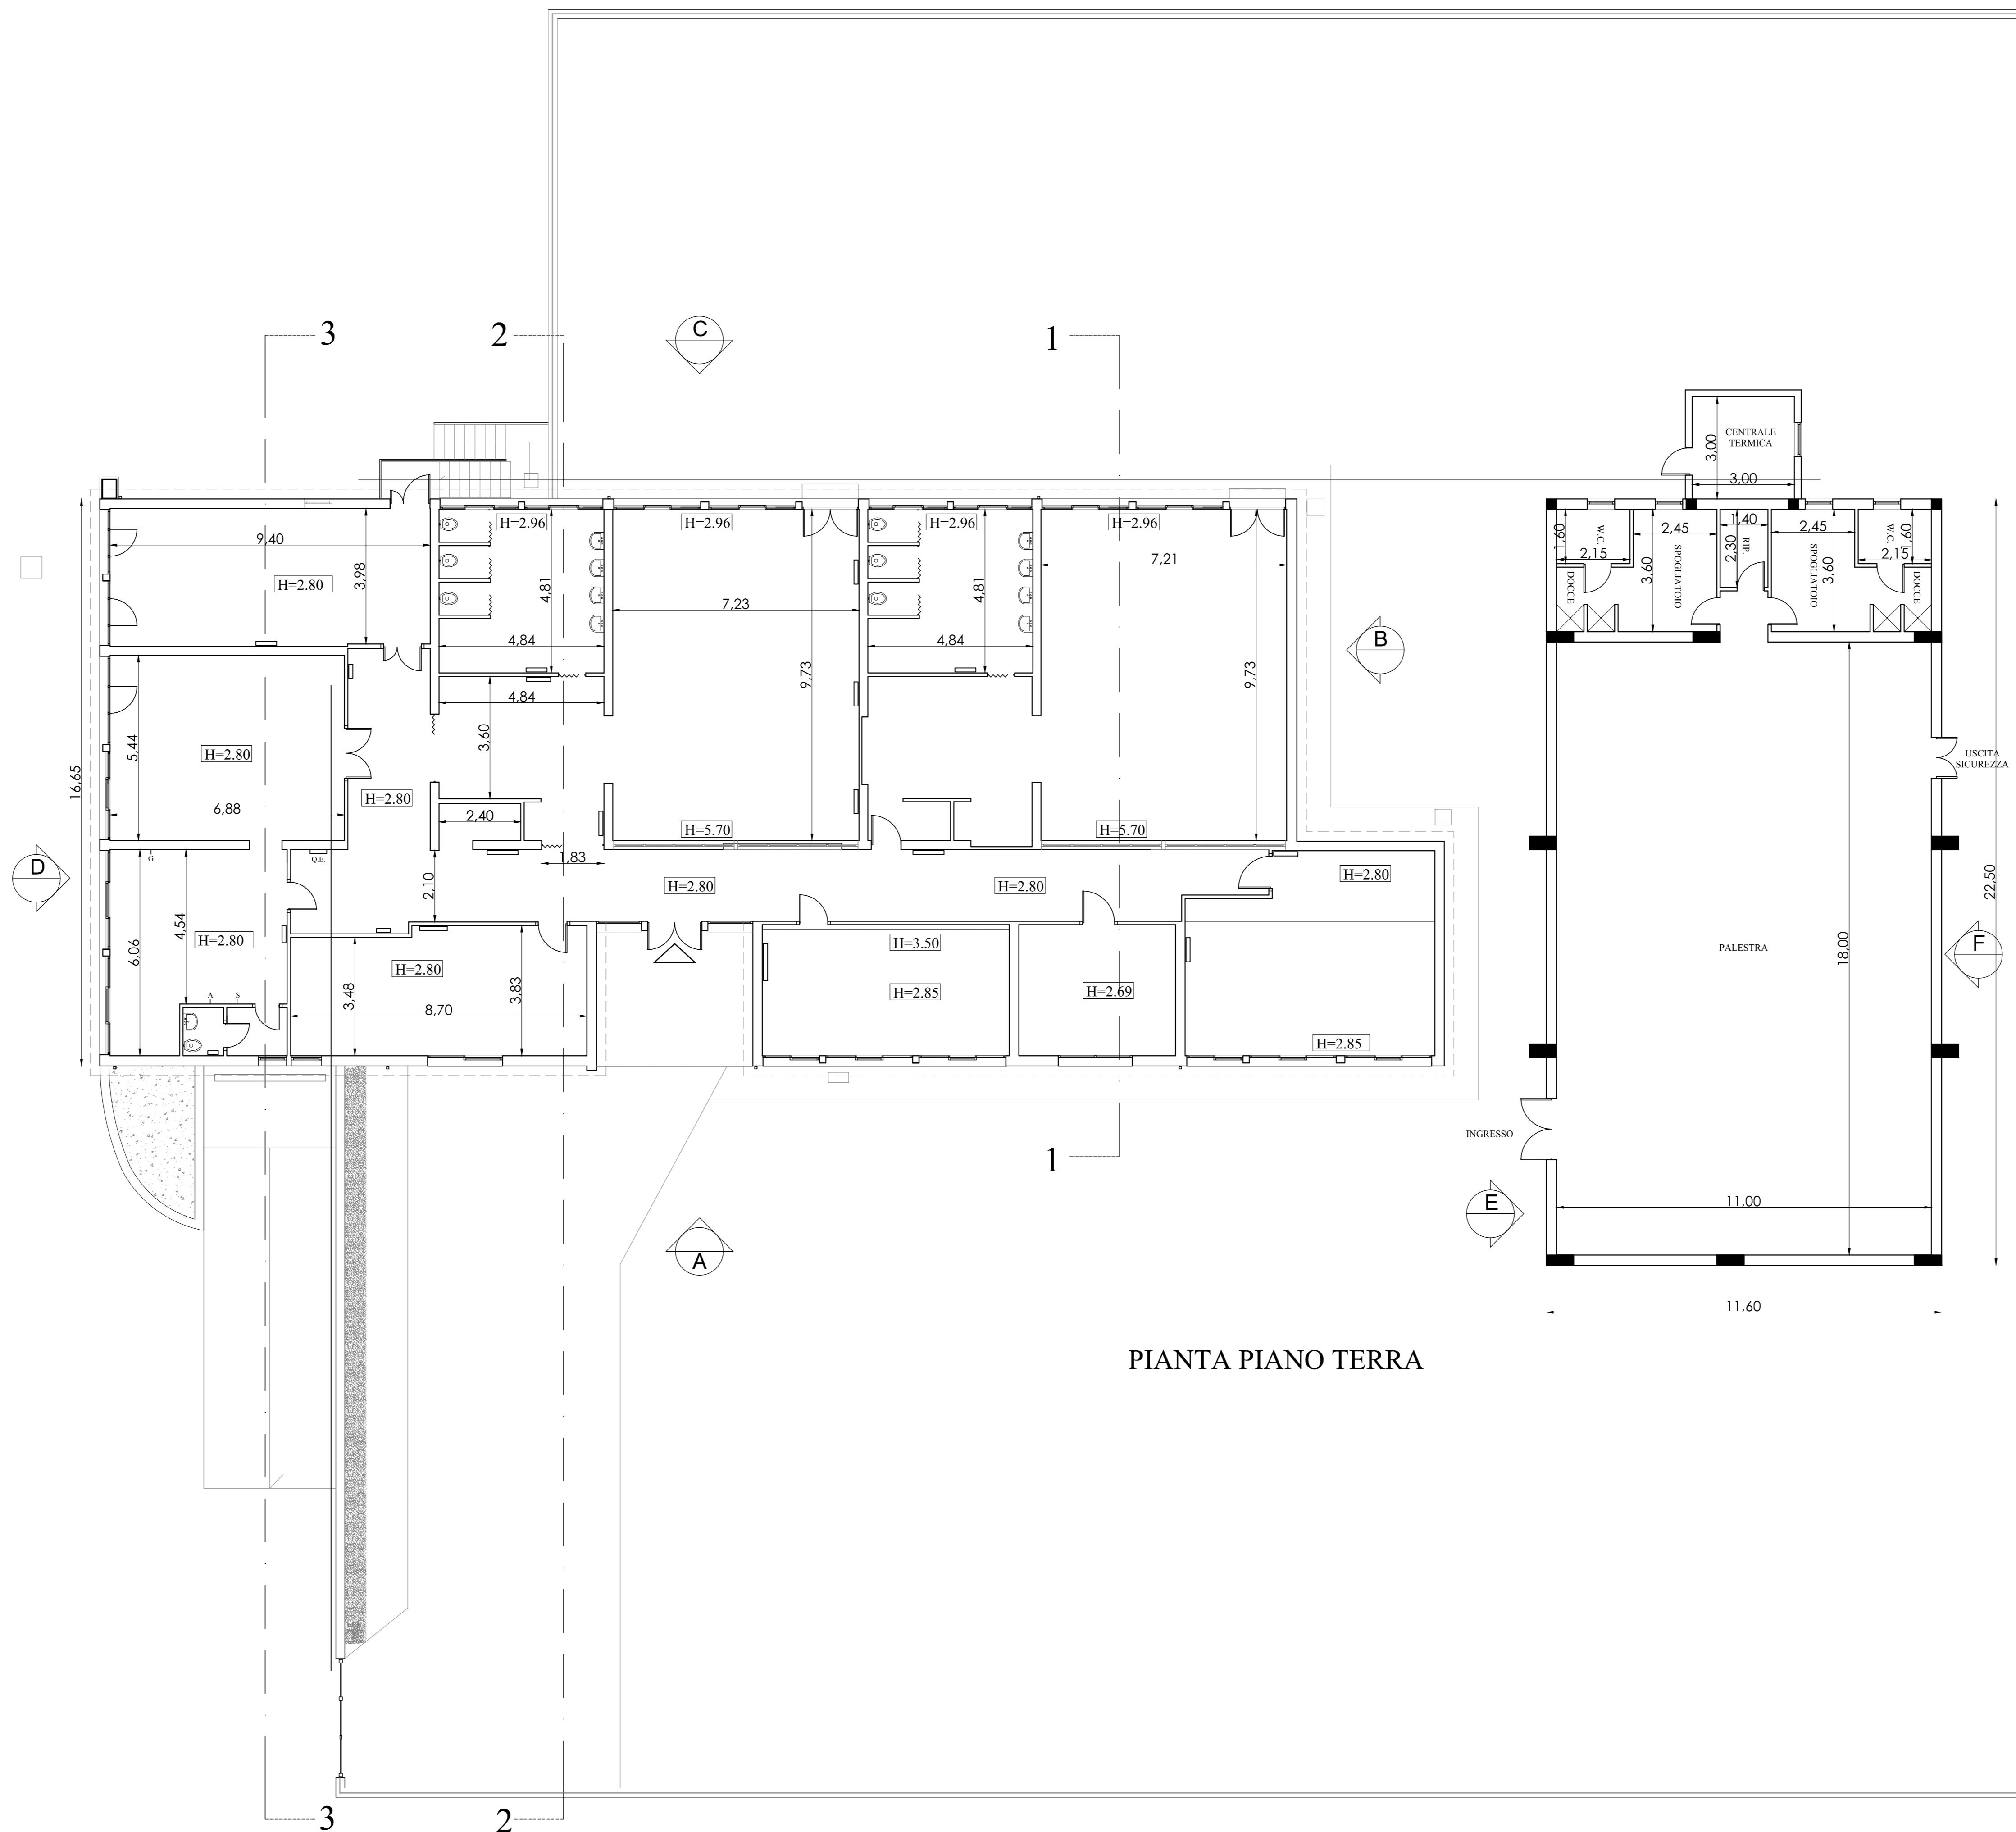 3
2
C
1
CENTRALE
TERMICA
3,00
3,00
H=2.96
H=2.96
H=2.96
H=2.96
9,40
H=2.80
3,98
4,81
4,84
7,23
9,73
4,81
4,84
7,21
9,73
B
1,60
W.C.
2,15
DOCCE
2,45
3,60
SPOGLIATOIO
1,40
2,30
RIP.
2,45
SPOGLIATOIO
3,60
W.C.
1,60
2,15
DOCCE
16,65
5,44
H=2.80
6,88
H=2.80
4,84
3,60
2,40
H=5.70
H=5.70
USCITA
SICUREZZA
D
G
Q.E.
1,83
2,10
H=2.80
H=2.80
H=2.80
6,06
4,54
H=2.80
A
S
3,48
H=2.80
8,70
3,83
H=3.50
H=2.85
H=2.69
H=2.85
PALESTRA
18,00
22,50
F
INGRESSO
1
E
11,00
A
11,60
PIANTA PIANO TERRA
3
2